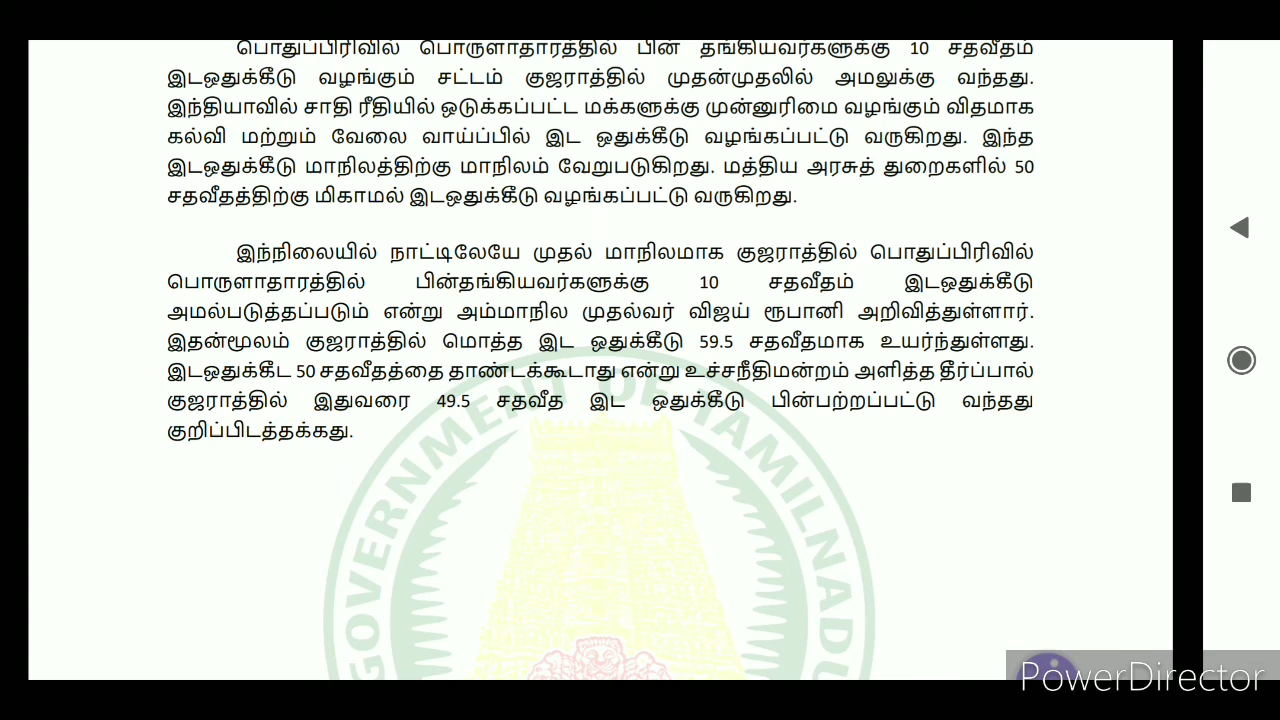 பொதுப்பிரிவில் பொருளாதாரத்தில் பின் தங்கியவர்களுக்கு 10 சதவீதம்
இடஒதுக்கீடு வழங்கும் சட்டம் குஜராத்தில் முதன்முதலில் அமலுக்கு வந்தது.
இந்தியாவில் சாதி ரீதியில் ஒடுக்கப்பட்ட மக்களுக்கு முன்னுரிமை வழங்கும் விதமாக
கல்வி மற்றும் வேலை வாய்ப்பில் இட ஒதுக்கீடு வழங்கப்பட்டு வருகிறது. இந்த
இடஒதுக்கீடு மாநிலத்திற்கு மாநிலம் வேறுபடுகிறது. மத்திய அரசுத் துறைகளில் 50
சதவீதத்திற்கு மிகாமல் இடஒதுக்கீடு வழங்கப்பட்டு வருகிறது.
இந்நிலையில் நாட்டிலேயே முதல் மாநிலமாக குஜராத்தில் பொதுப்பிரிவில்
பொருளாதாரத்தில் பின்தங்கியவர்களுக்கு 10 சதவீதம் இடஒதுக்கீடு
அமல்படுத்தப்படும் என்று அம்மாநில முதல்வர் விஜய் ரூபானி அறிவித்துள்ளார்.
இதன்மூலம் குஜராத்தில் மொத்த இட ஒதுக்கீடு 59.5 சதவீதமாக உயர்ந்துள்ளது.
இடஒதுக்கீட 50 சதவீதத்தை தாண்டக்கூடாது என்று உச்சநீதிமன்றம் அளித்த தீர்ப்பால்
குஜராத்தில் இதுவரை 49.5 சதவீத இட ஒதுக்கீடு பின்பற்றப்பட்டு வந்தது
குறிப்பிடத்தக்கது.
GOVERNMENT OF TAMILNADU
PowerDirector